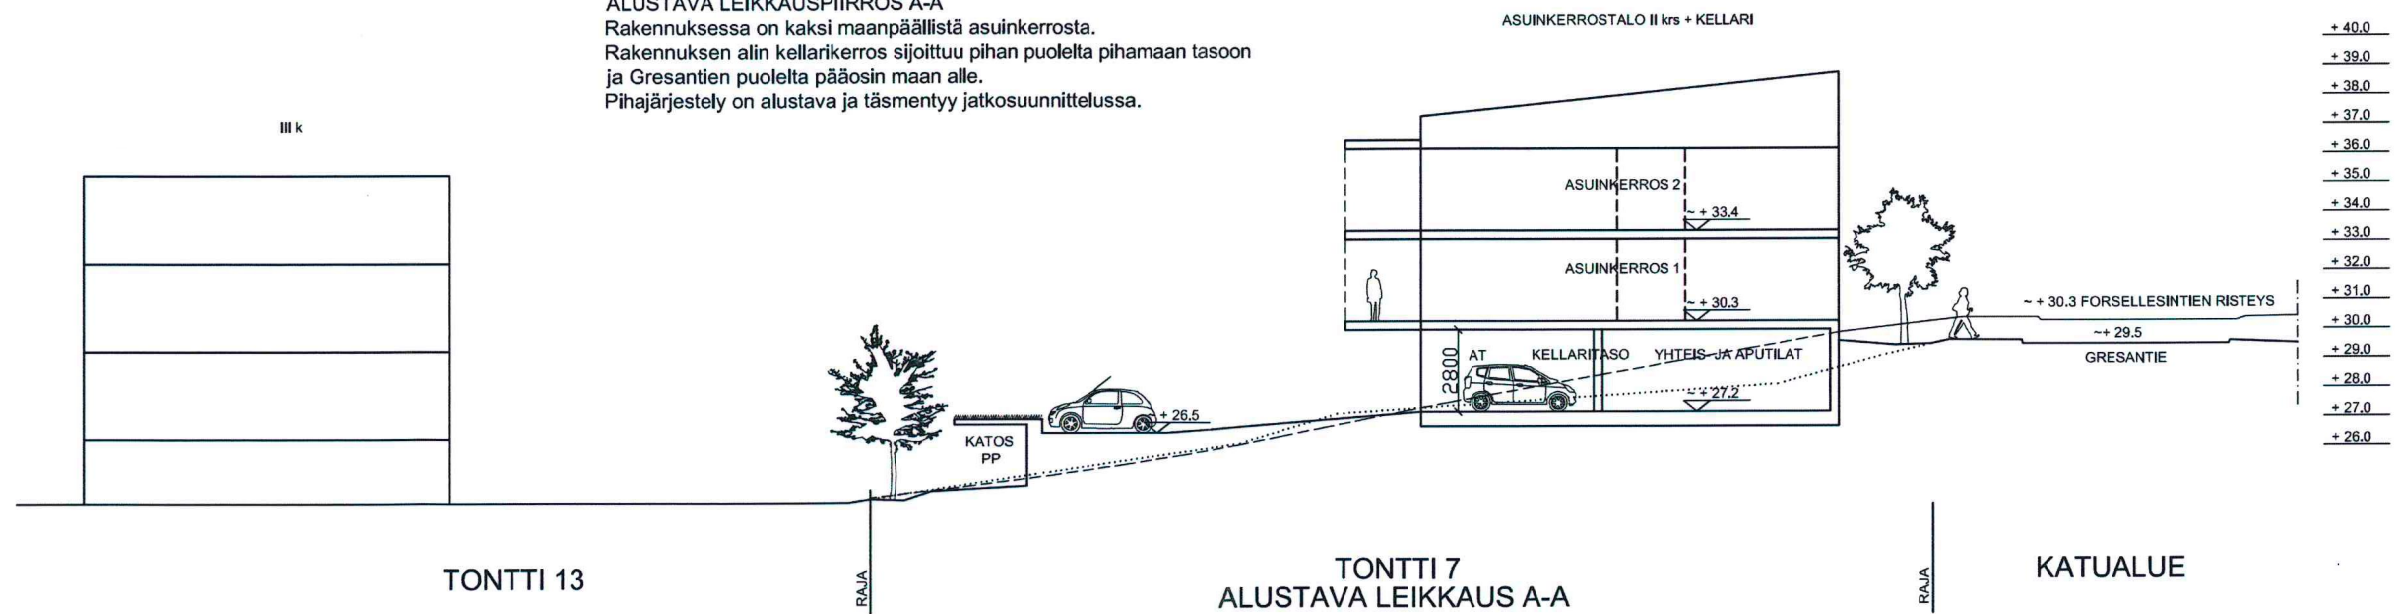 ALUSTAVA LEIKKAUSPIIRROS A-A
Rakennuksessa on kaksi maanpäällistä asuinkerrosta.
Rakennuksen alin kellarikerros sijoittuu pihan puolelta pihamaan tasoon
ja Gresantien puolelta pääosin maan alle.
Pihajärjestely on alustava ja täsmentyy jatkosuunnittelussa.
ASUINKERROSTALO II krs + KELLARI
III k
+ 40.0
+ 39.0
+ 38.0
+ 37.0
+ 36.0
+ 35.0
+ 34.0
+ 33.0
+ 32.0
+ 31.0
+ 30.0
+ 29.0
+ 28.0
+ 27.0
+ 26.0
ASUINKERROS 2
~ + 33.4
ASUINKERROS 1
~ + 30.3
~ + 30.3 FORSELLESINTIEN RISTEYS
~+ 29.5
GRESANTIE
2800
AT
KELLARITASO
YHTEIS- JA APUTILAT
~ + 27.2
+ 26.5
KATOS
PP
TONTTI 13
RAJA
TONTTI 7
ALUSTAVA LEIKKAUS A-A
RAJA
KATUALUE